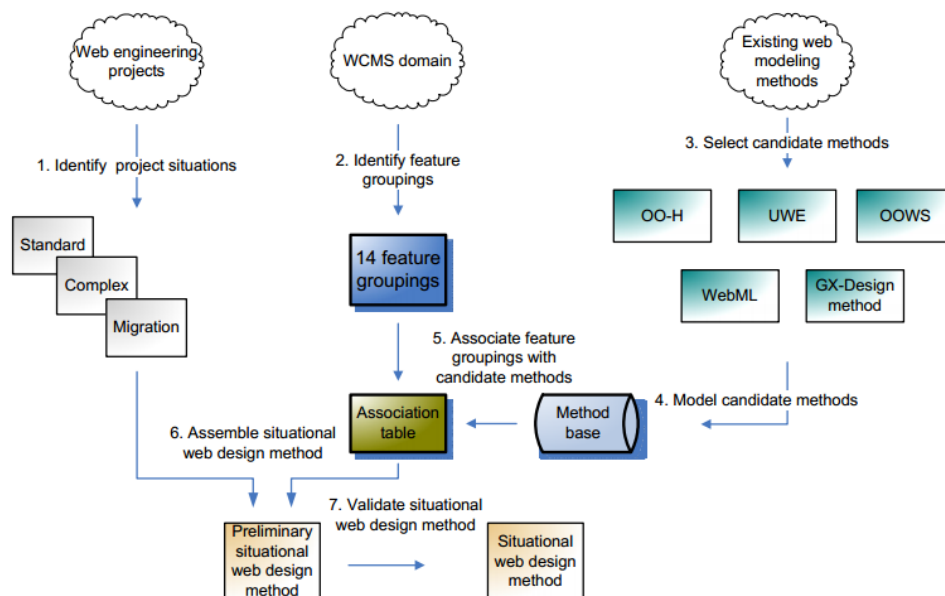 Web engineering
projects
WCMS domain
Existing web
modeling
methods
1. Identify project situations
2. Identify feature
groupings
3. Select candidate methods
Standard
Complex
Migration
14 feature
groupings
OO-H
UWE
OOWS
WebML
GX-Design
method
5. Associate feature
groupings with
candidate methods
4. Model candidate methods
Association
table
Method
base
6. Assemble situational
web design method
7. Validate situational
web design method
Preliminary
situational
web design
method
Situational
web design
method